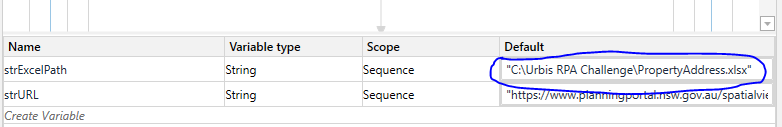 Name Variable type Scope Default
strExcelPath String Sequence "C:\Urbis RPA Challenge\PropertyAddress.xlsx"
strURL String Sequence "https://www.planningportal.nsw.gov.au/spatialvie
Create Variable